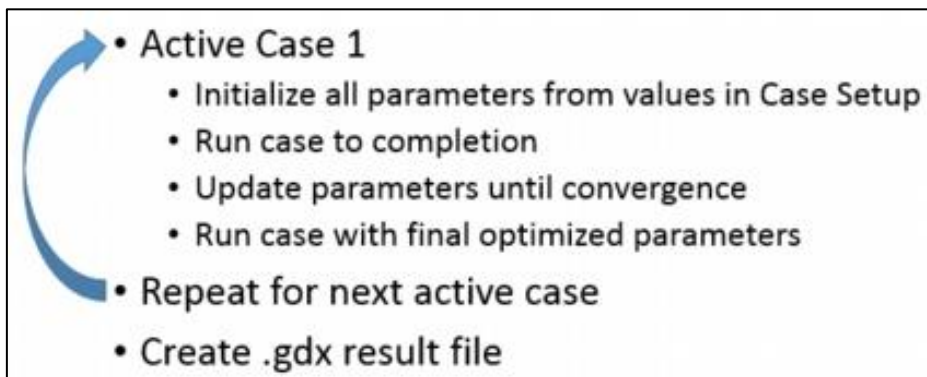 • Active Case 1
• Initialize all parameters from values in Case Setup
• Run case to completion
• Update parameters until convergence
• Run case with final optimized parameters
• Repeat for next active case
• Create .gdx result file